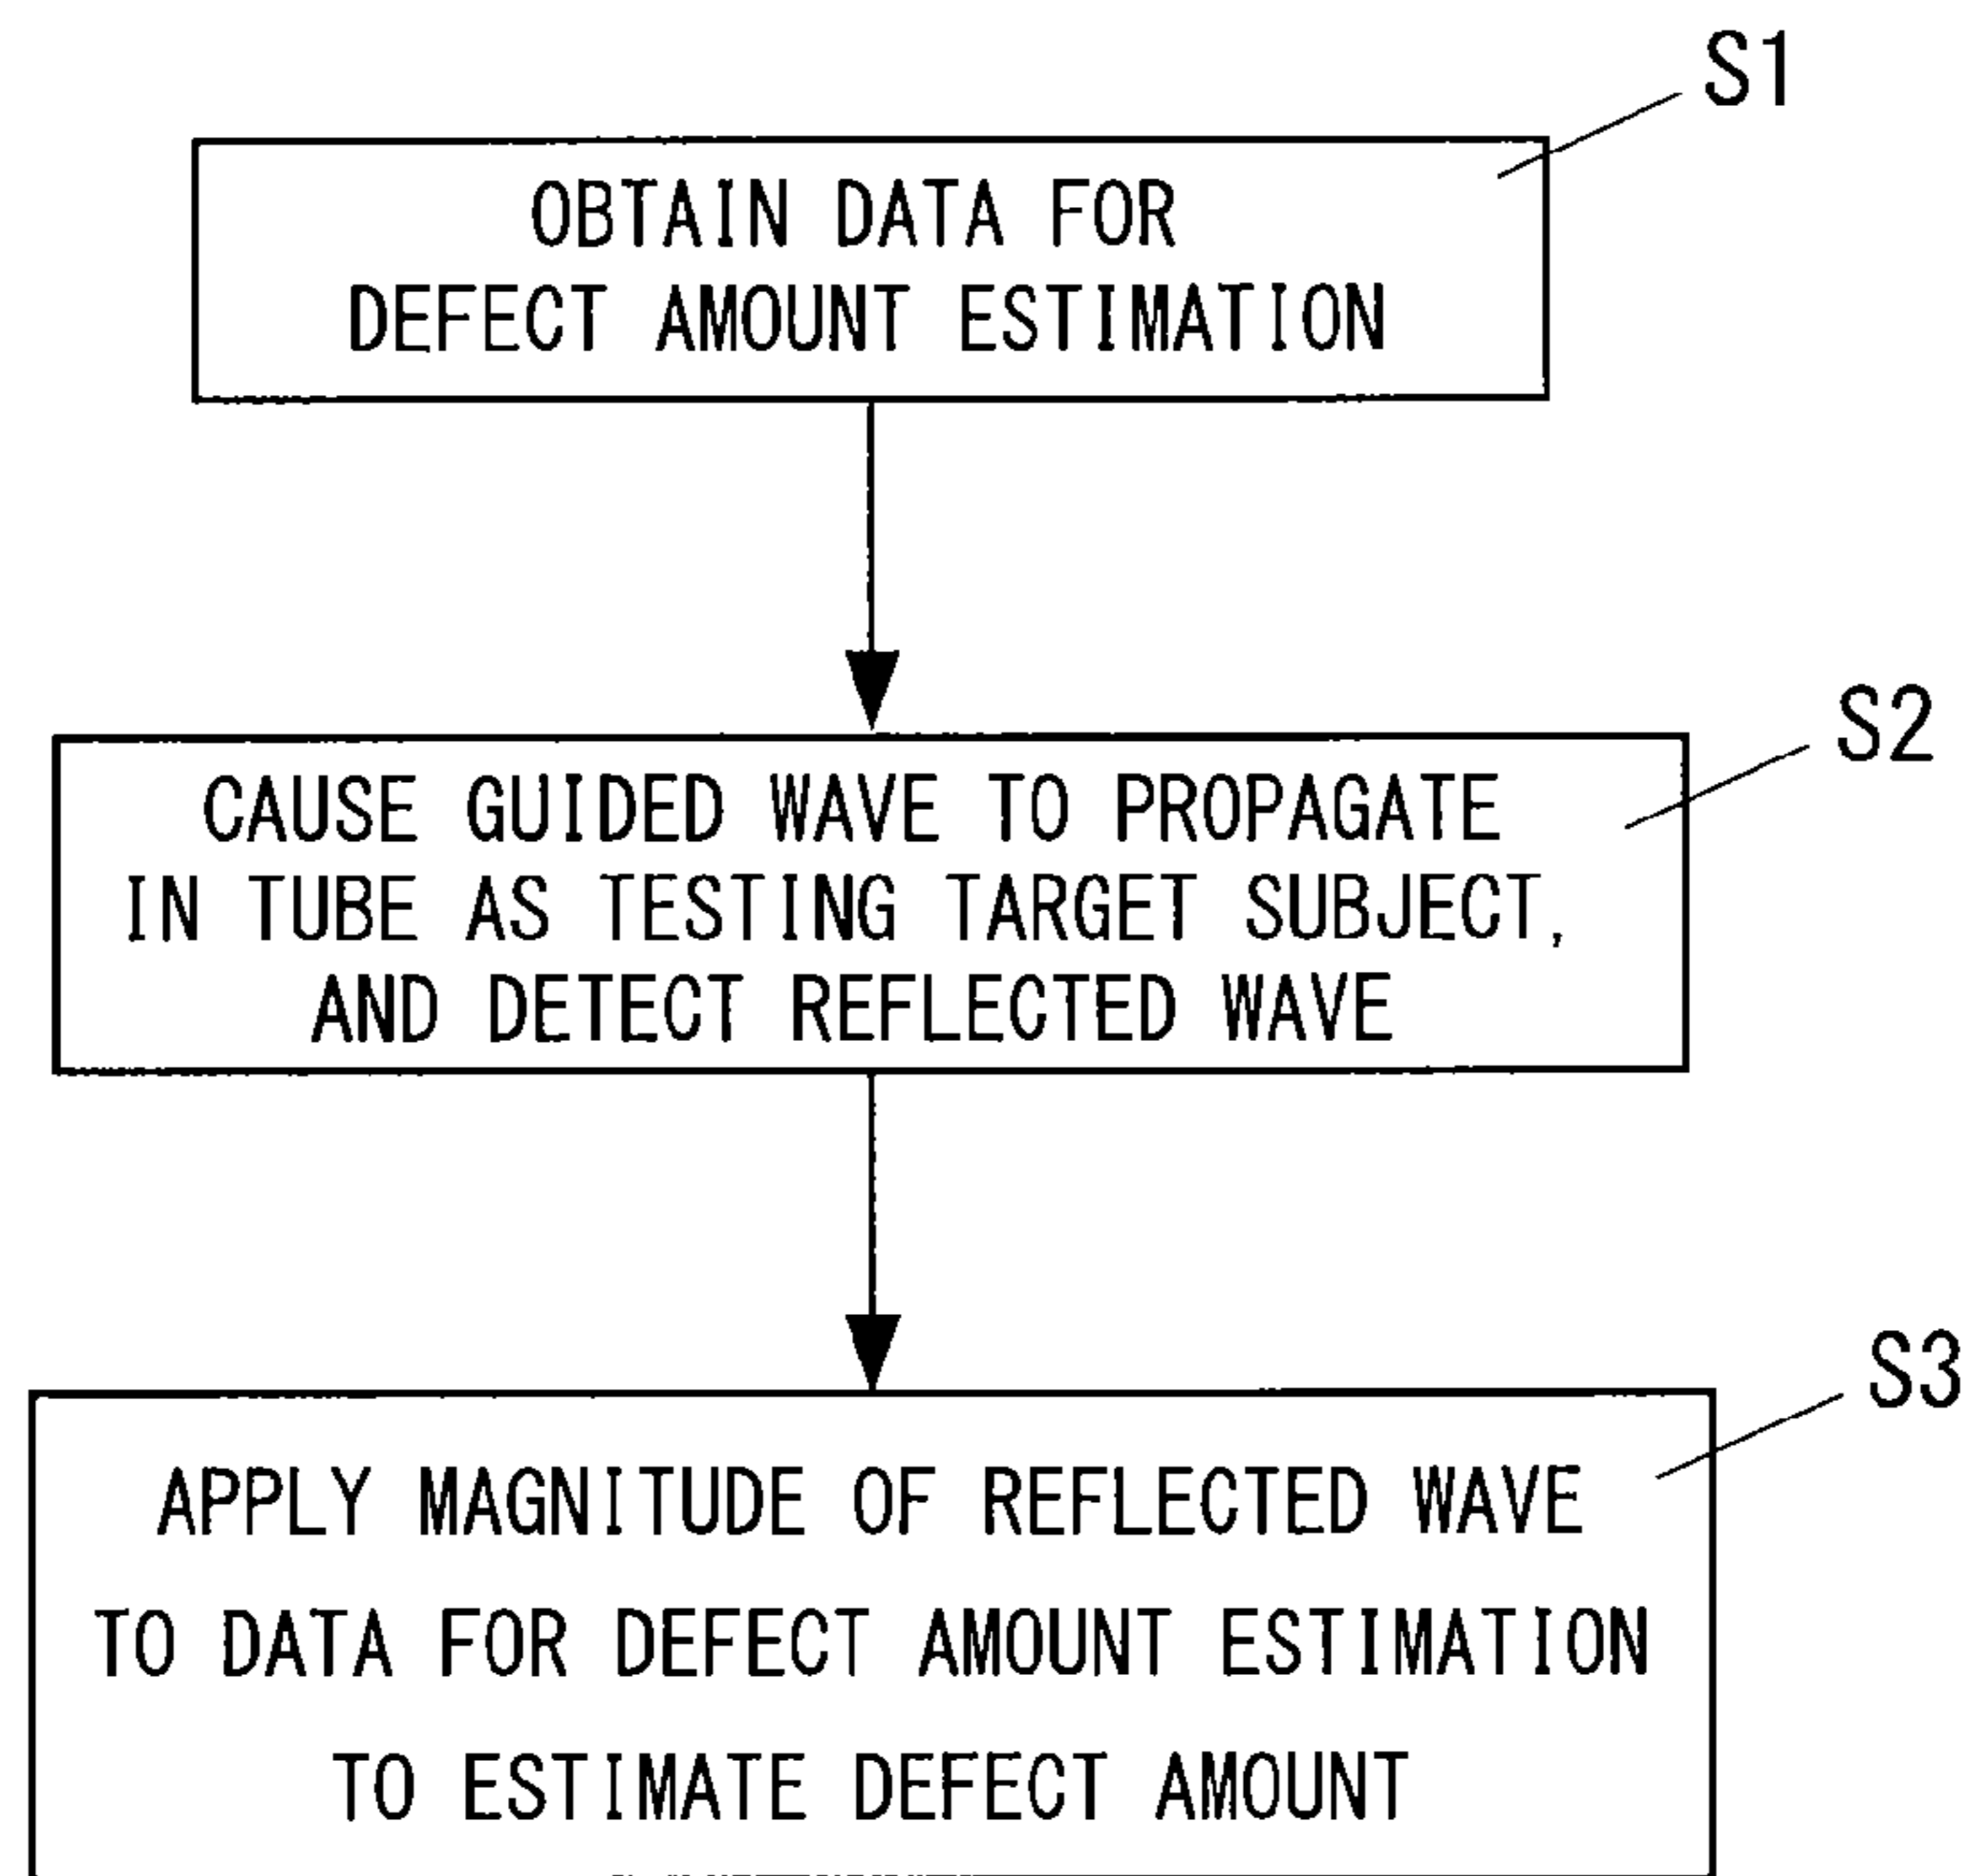 S1
OBTAIN DATA FOR
DEFECT AMOUNT ESTIMATION
S2
CAUSE GUIDED WAVE TO PROPAGATE
IN TUBE AS TESTING TARGET SUBJECT,
AND DETECT REFLECTED WAVE
S3
APPLY MAGNITUDE OF REFLECTED WAVE
TO DATA FOR DEFECT AMOUNT ESTIMATION
TO ESTIMATE DEFECT AMOUNT